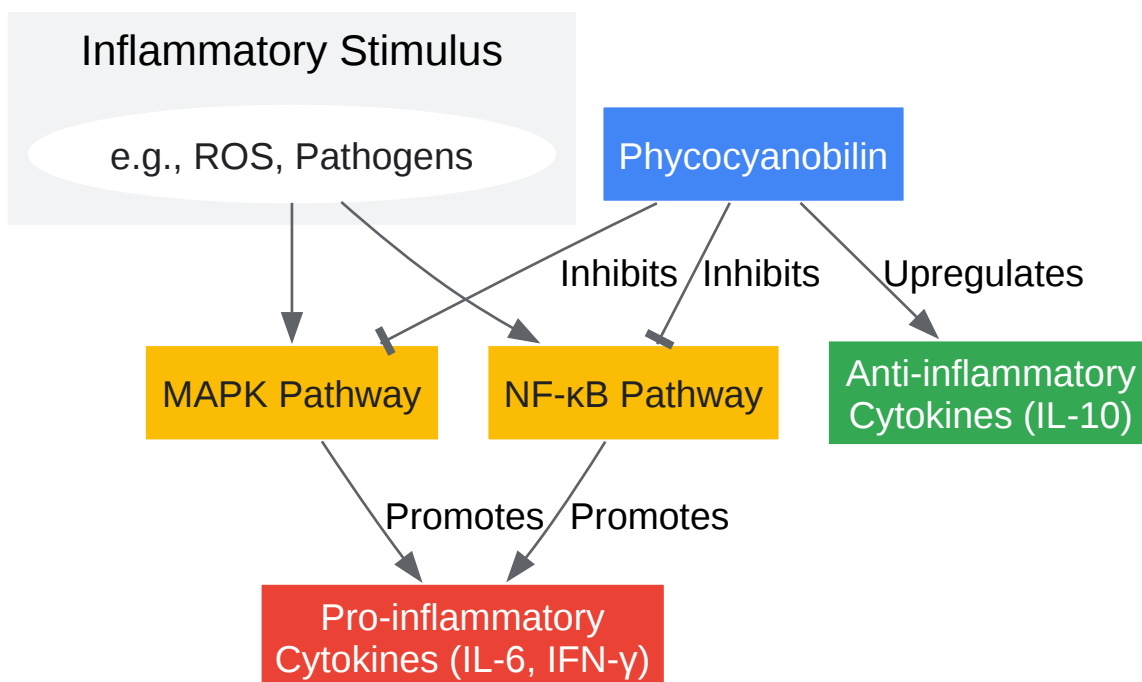 Inflammatory Stimulus
e.g., ROS, Pathogens
Phycocyanobilin
Inhibits
Inhibits
Upregulates
MAPK Pathway
NF-κB Pathway
Anti-inflammatory
Cytokines (IL-10)
Promotes
Promotes
Pro-inflammatory
Cytokines (IL-6, IFN-γ)